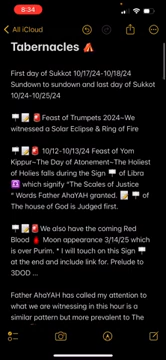 8:34
All iCloud
Tabernacles ⛺
First day of Sukkot 10/17/24-10/18/24
Sundown to sundown and last day of Sukkot
10/24-10/25/24
🪧📝🚨 Feast of Trumpets 2024~We
witnessed a Solar Eclipse & Ring of
Fire
🪧📝🚨 10/12-10/13/24 Feast of Yom
Kippur~The Day of Atonement~The Holiest
of Holies falls during the Sign 🪧 of Libra
♎ which signify "The Scales of Justice
" Words Father AhaYAH granted. 📝🪧 of
The house of God is Judged first.
🪧📝🚨 We also have the coming Red
Blood 🩸 Moon appearance 3/14/25 which
is over Purim. * I will touch on this Sign 🪧
at the end and include link for. Prelude to
3DOD ...
Father AhaYAH has called my attention to
what we are witnessing in this hour is a
similar pattern but more prevalent to The